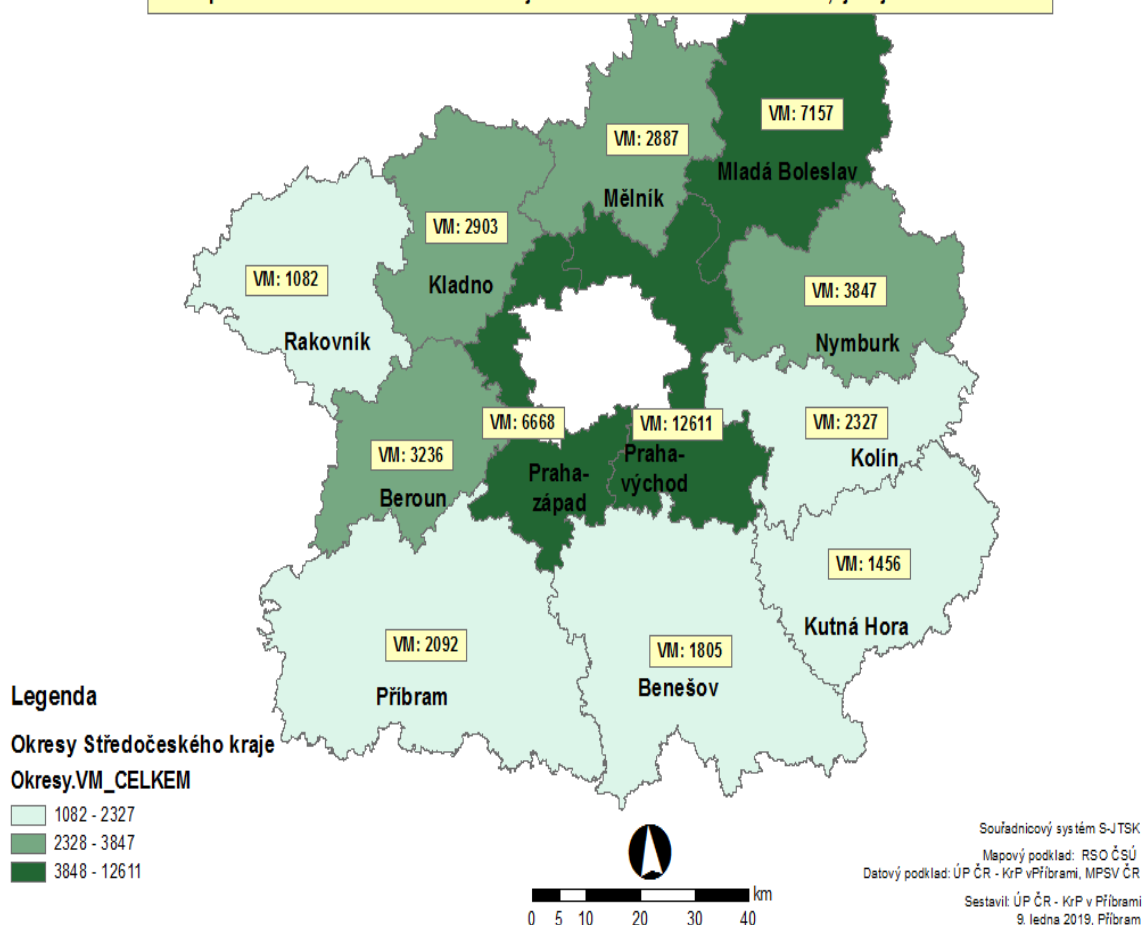 VM: 7157
Mladá Boleslav
VM: 2887
Mělník
VM: 2903
Kladno
VM: 1082
Rakovník
VM: 3847
Nymburk
VM: 6668
Praha-
západ
VM: 12611
Praha-
východ
VM: 2327
Kolín
VM: 3236
Beroun
VM: 1456
Kutná Hora
VM: 2092
Příbram
VM: 1805
Benešov
Legenda
Okresy Středočeského kraje
Okresy.VM_CELKEM
1082 - 2327
2328 - 3847
3848 - 12611
km
0 5 10 20 30 40
Souřadnicový systém S-JTSK
Mapový podklad: RSO ČSÚ
Datový podklad: ÚP ČR - KrP vPříbrami, MPSV ČR
Sestavil: ÚP ČR - KrP v Příbrami
9. ledna 2019, Příbram